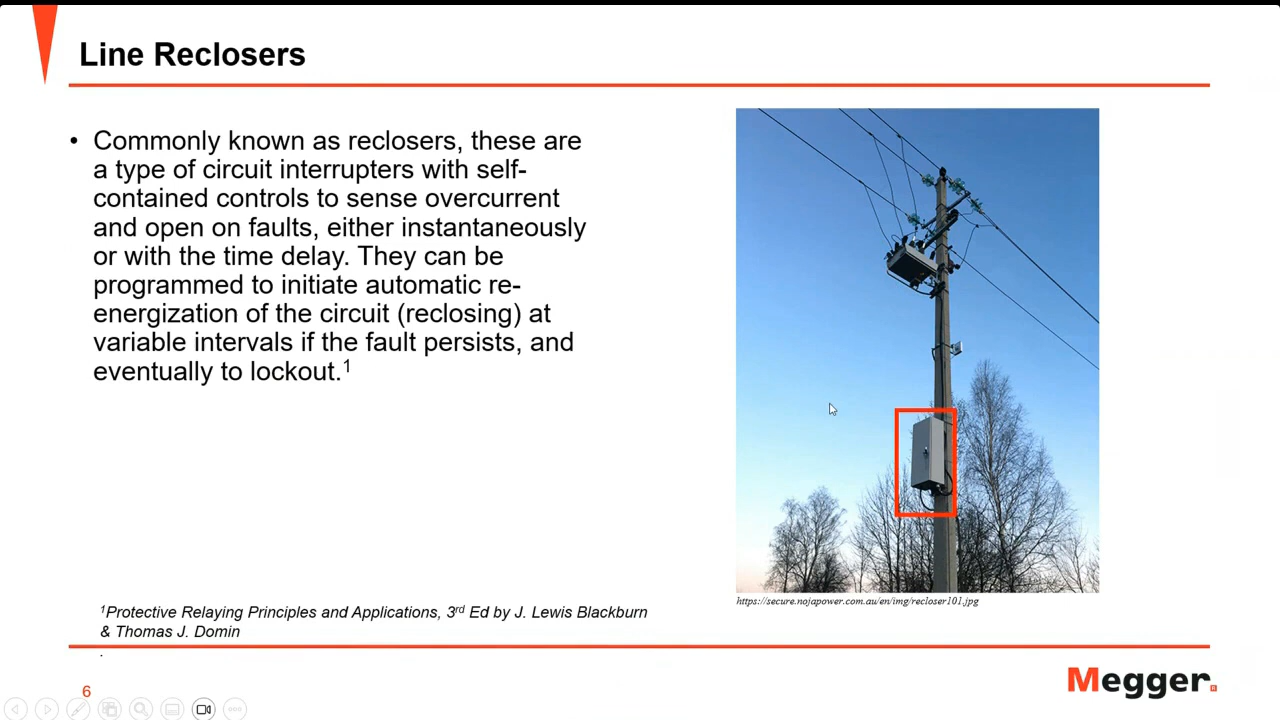 Line Reclosers
• Commonly known as reclosers, these are
a type of circuit interrupters with self-
contained controls to sense overcurrent
and open on faults, either instantaneously
or with the time delay. They can be
programmed to initiate automatic re-
energization of the circuit (reclosing) at
variable intervals if the fault persists, and
eventually to lockout.¹
https://secure.nojapower.com.au/en/img/recloser101.jpg
¹Protective Relaying Principles and Applications, 3rd Ed by J. Lewis Blackburn
& Thomas J. Domin
.
6
Megger